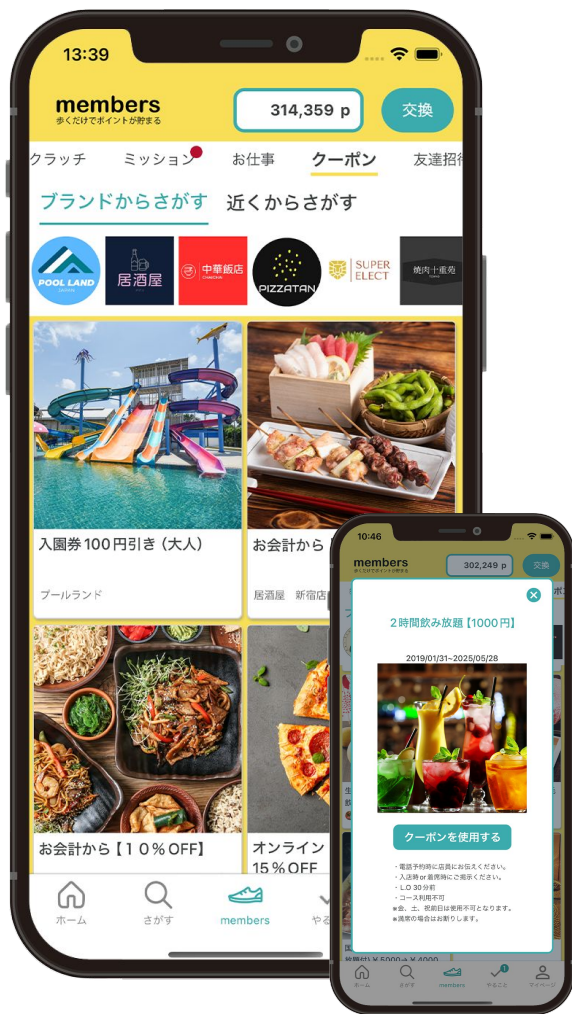 13:39
members
歩くだけでポイントが貯まる
314,359 p
交換
クラッチ ミッション お仕事 クーポン 友達招待
ブランドからさがす 近くからさがす
POOL LAND
居酒屋
中華飯店
PIZZATAN
SUPER ELECT
焼肉十重苑
入園券100円引き（大人）
プールランド
お会計から
居酒屋 新宿店
お会計から【１０％OFF】
オンライン
15％OFF
ホーム
さがす
members
やる
10:46
members
歩くだけでポイントが貯まる
302,249 p
交換
２時間飲み放題【1000円】
2019/01/31~2025/05/28
クーポンを使用する
・電話予約時に店員にお伝えください。
・入店時or着席時にご掲示ください。
・L.O 30分前
・コース利用不可
※金、土、祝前日は使用不可となります。
※満席の場合はお断りします。
放題付) ¥ 5000→ ¥ 4000
ホーム
さがす
members
やること
マイページ